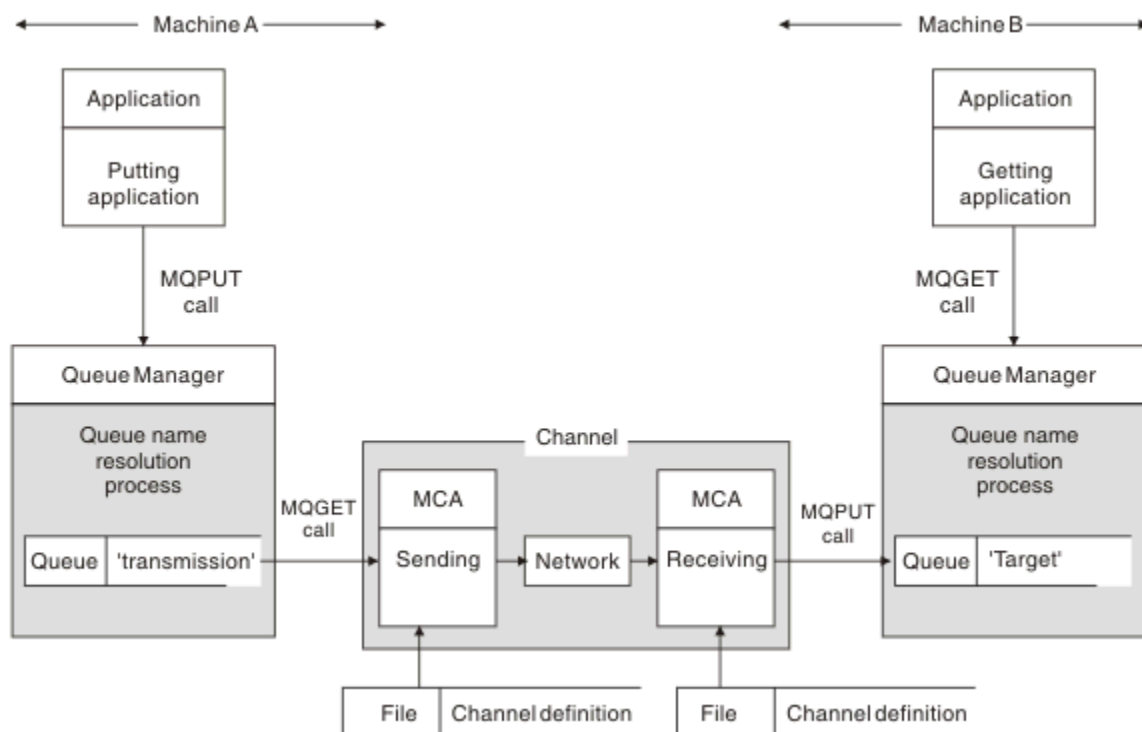 Machine A
Machine B
Application
Putting
application
Application
Getting
application
MQPUT
call
MQGET
call
Queue Manager
Queue name
resolution
process
Queue 'transmission'
MQGET
call
Channel
MCA
Sending
Network
MCA
Receiving
MQPUT
call
Queue Manager
Queue name
resolution
process
Queue 'Target'
File Channel definition
File Channel definition